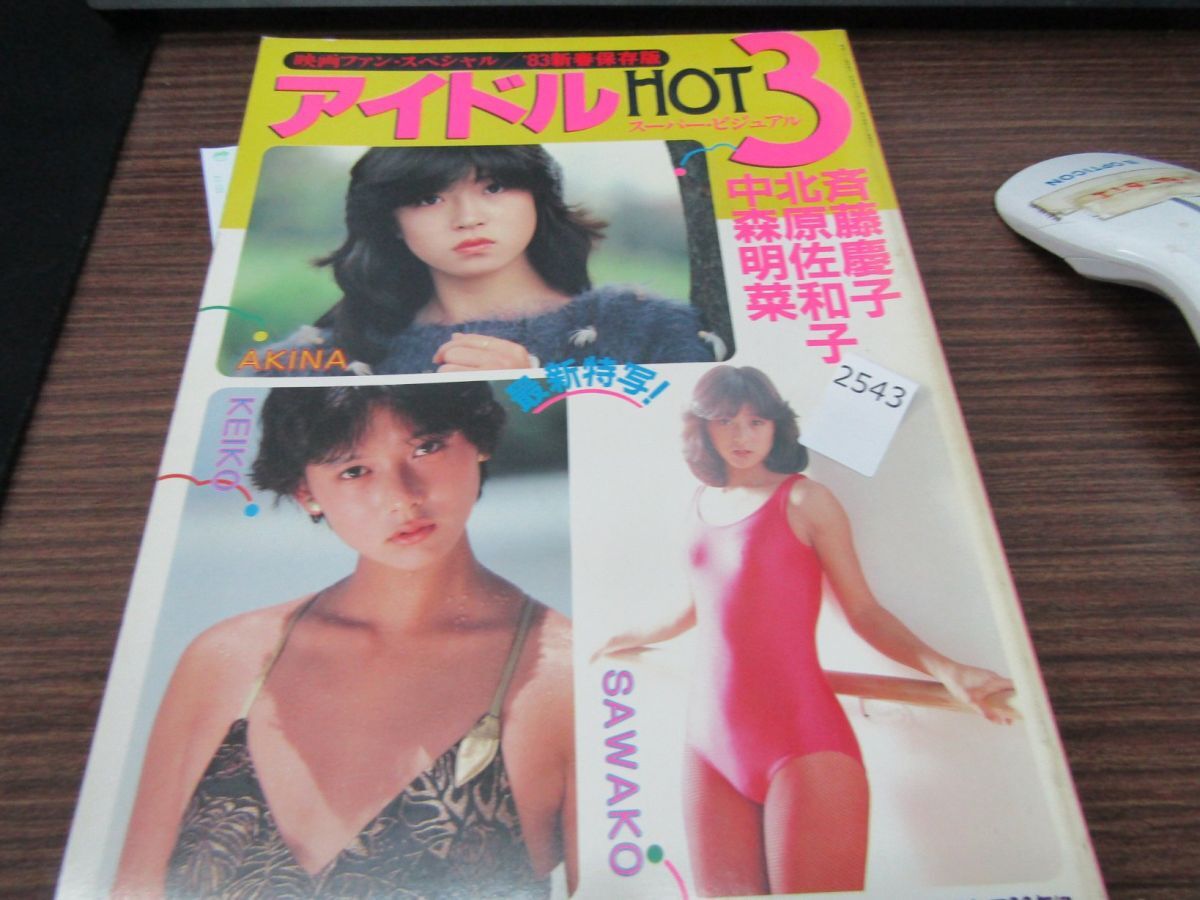 映画ファン・スペシャル/'83新春保存版
アイドルHOT3
スーパー・ビジュアル
斉藤慶子
北原佐和子
中森明菜
AKINA
最新特写!
KEIKO
SAWAKO
2543
OPTICON